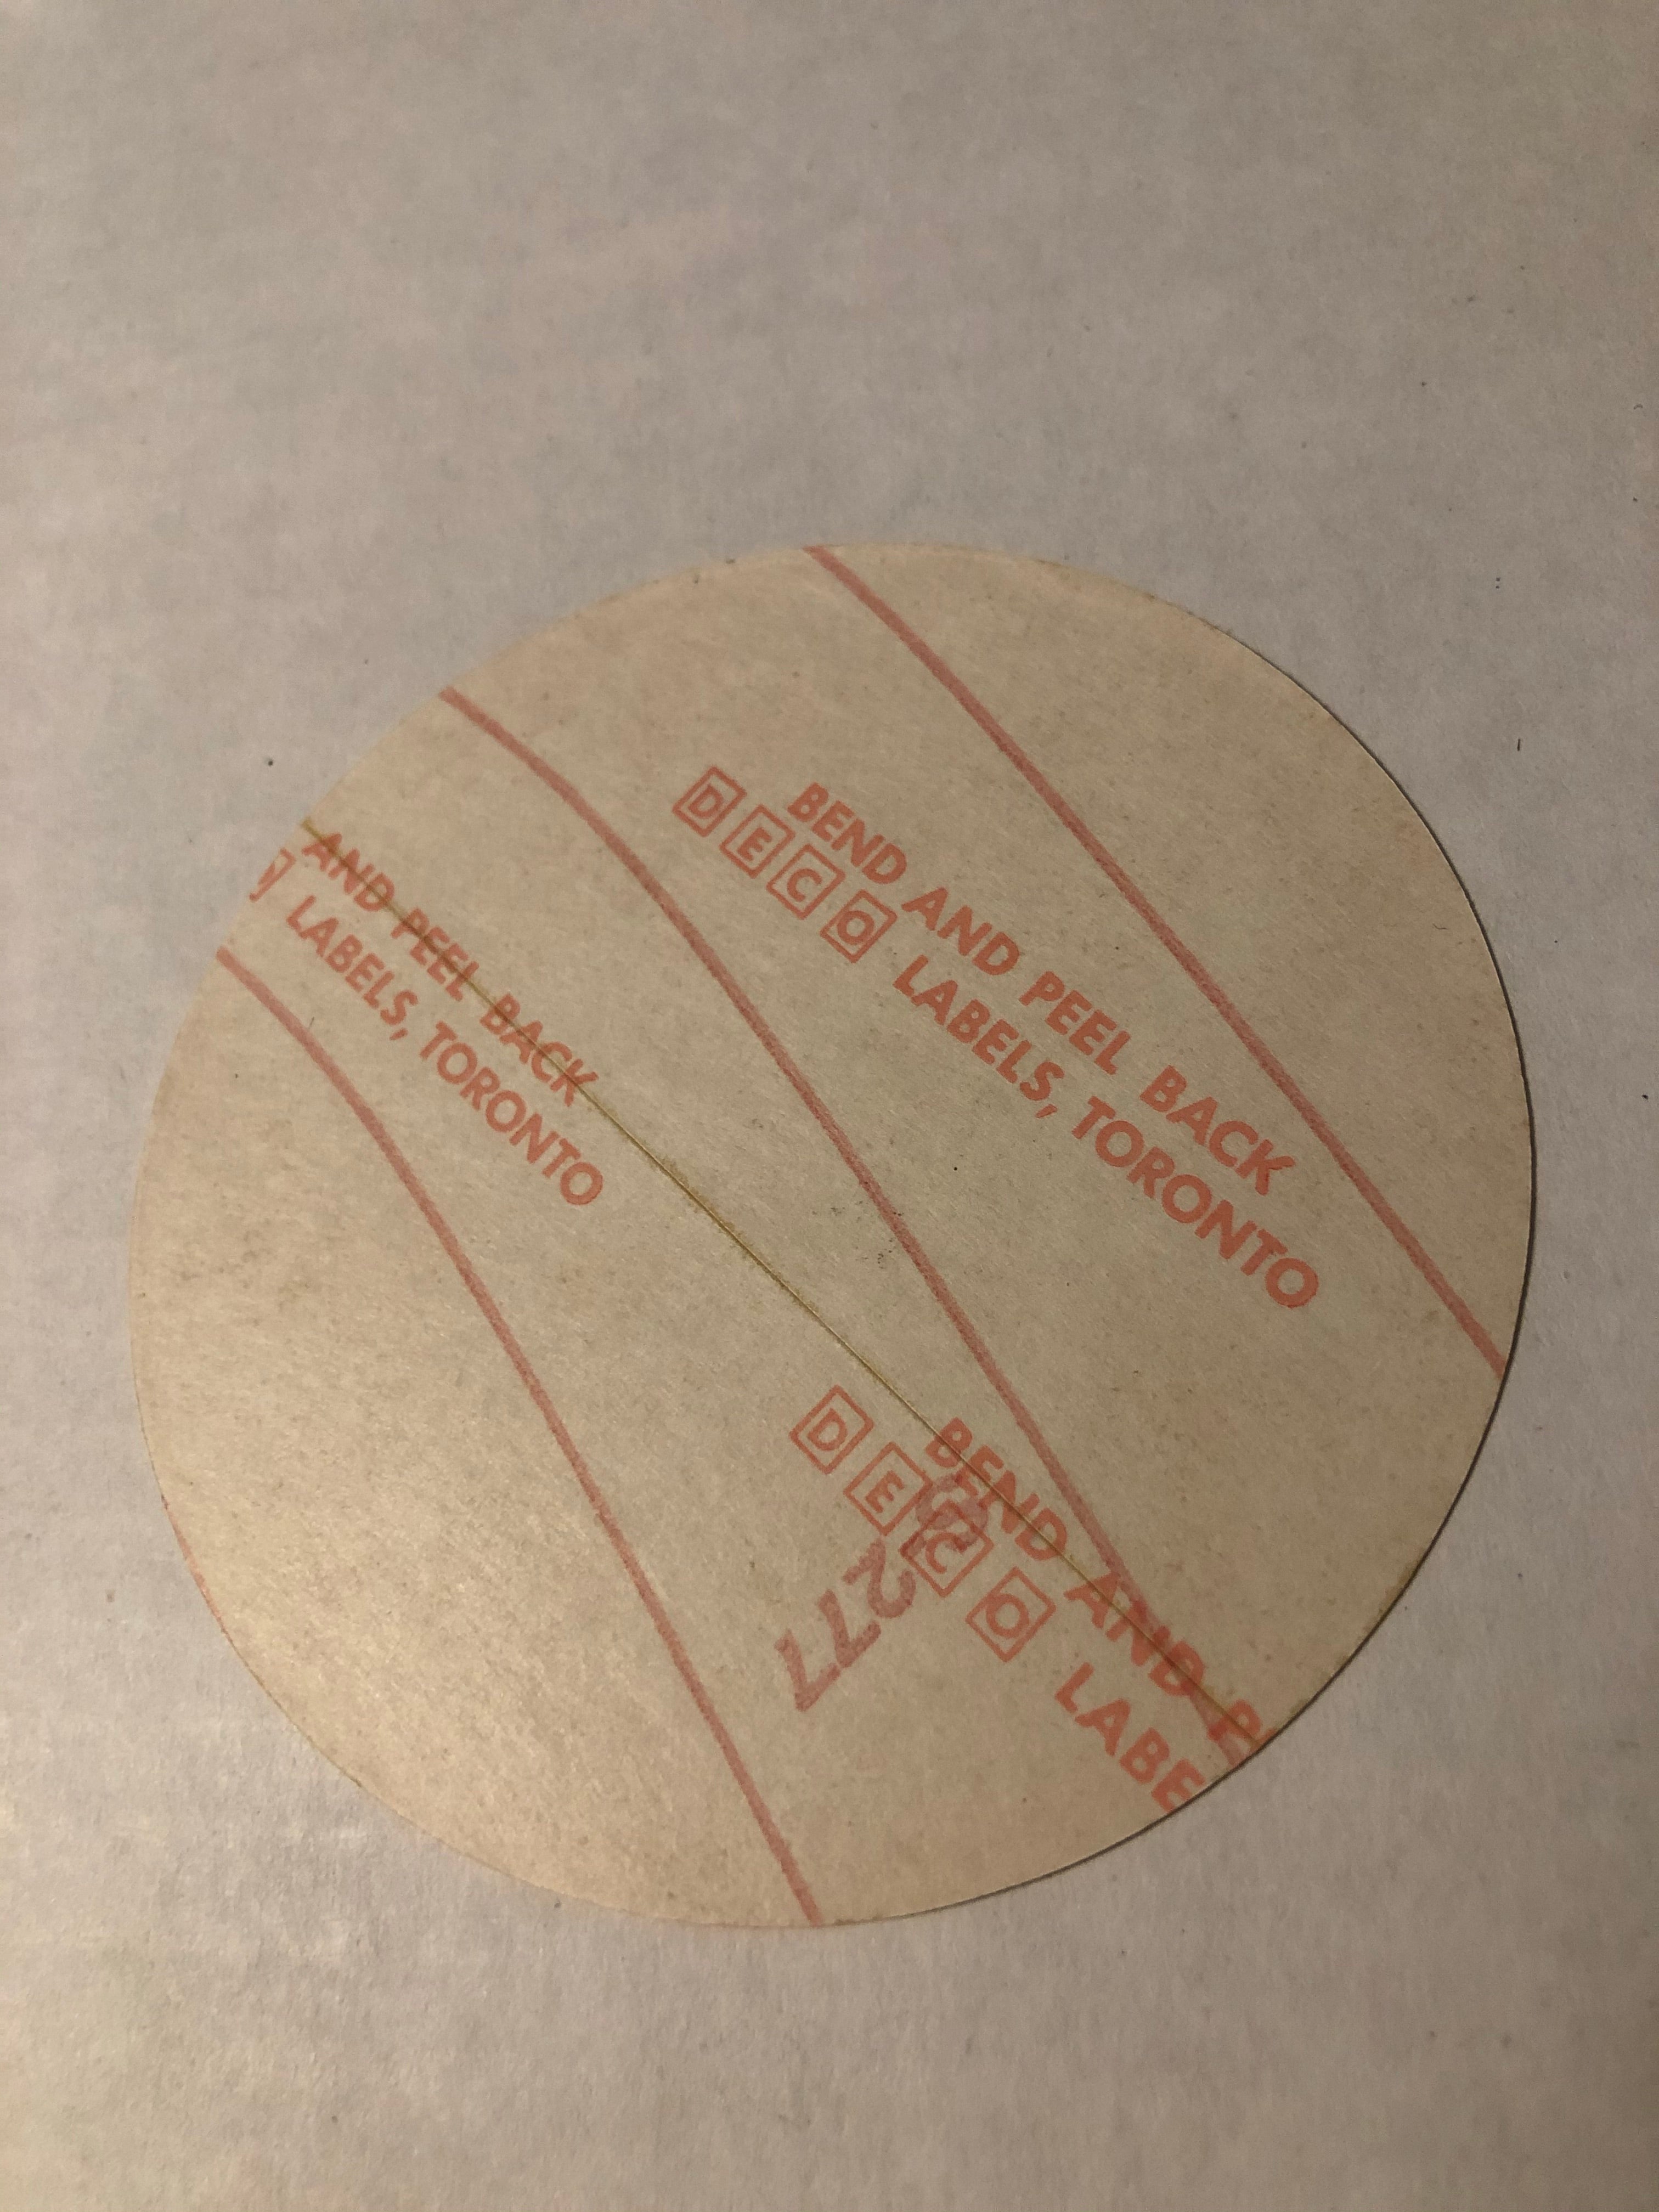 BEND AND PEEL BACK
DECO LABELS, TORONTO
AND PEEL BACK
LABELS, TORONTO
BEND AND
DECO LABE
277